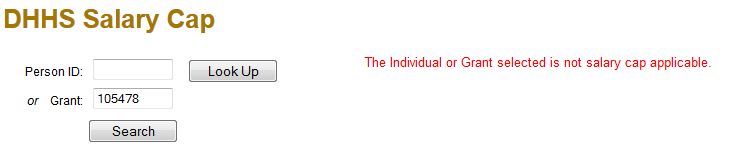 DHHS Salary Cap
Person ID: Look Up
The Individual or Grant selected is not salary cap applicable.
or Grant: 105478
Search